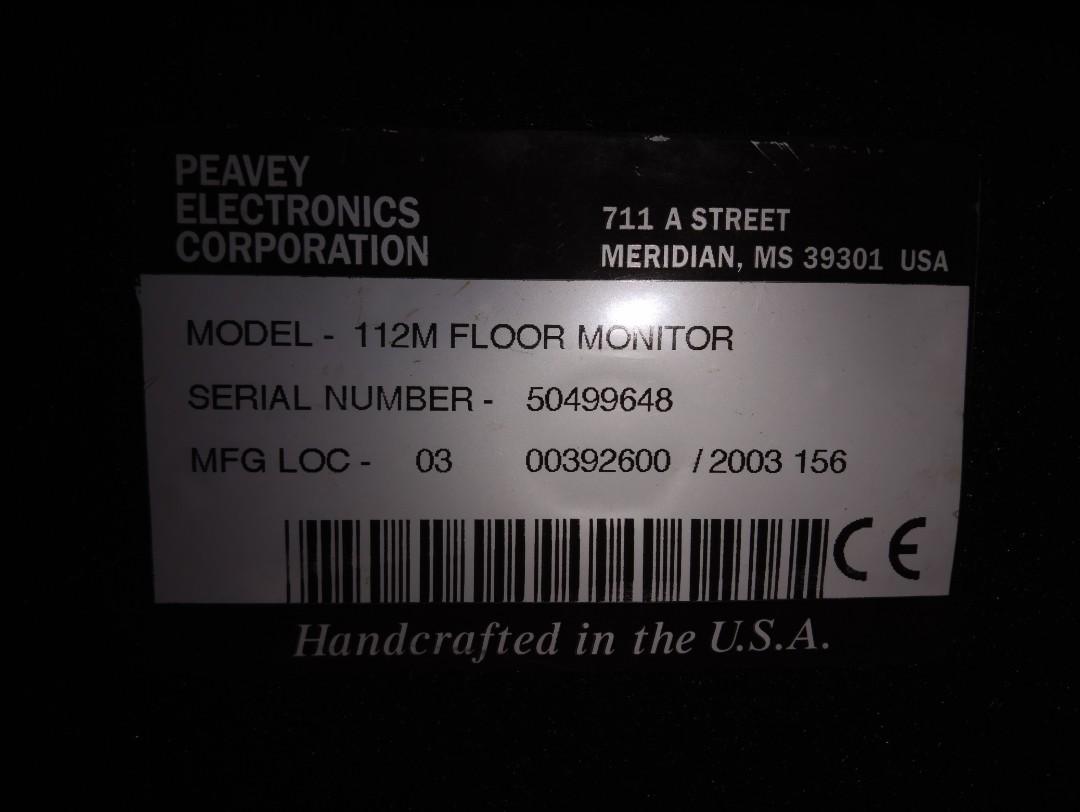 PEAVEY
ELECTRONICS
CORPORATION
711 A STREET
MERIDIAN, MS 39301 USA
MODEL - 112M FLOOR MONITOR
SERIAL NUMBER - 50499648
MFG LOC - 03 00392600 / 2003 156
CE
Handcrafted in the U.S.A.